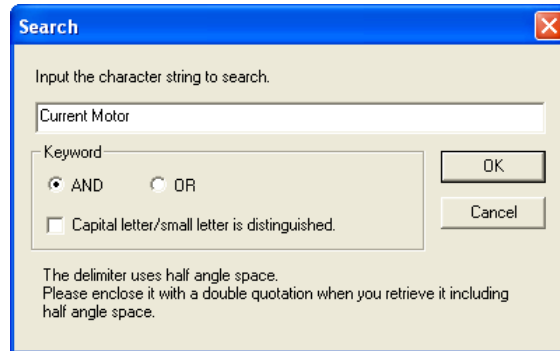 Search
Input the character string to search.
Current Motor
Keyword
AND
OR
OK
Capital letter/small letter is distinguished.
Cancel
The delimiter uses half angle space.
Please enclose it with a double quotation when you retrieve it including
half angle space.